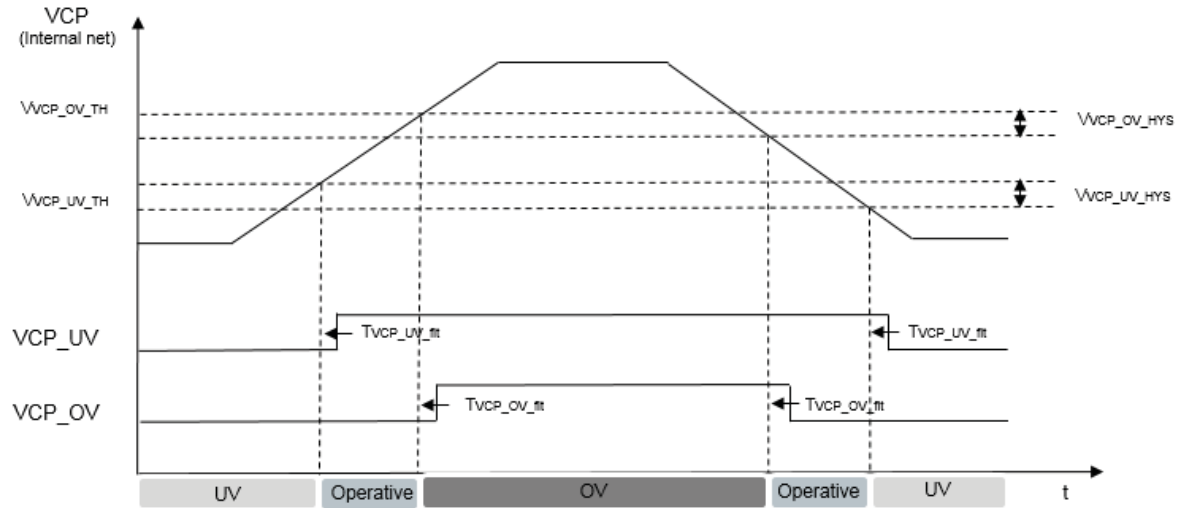 VCP
(Internal net)
VVCP_OV_TH
VVCP_OV_HYS
VVCP_UV_TH
VVCP_UV_HYS
VCP_UV
TVCP_UV_flt
TVCP_UV_flt
VCP_OV
TVCP_OV_flt
TVCP_OV_flt
UV
Operative
OV
Operative
UV
t